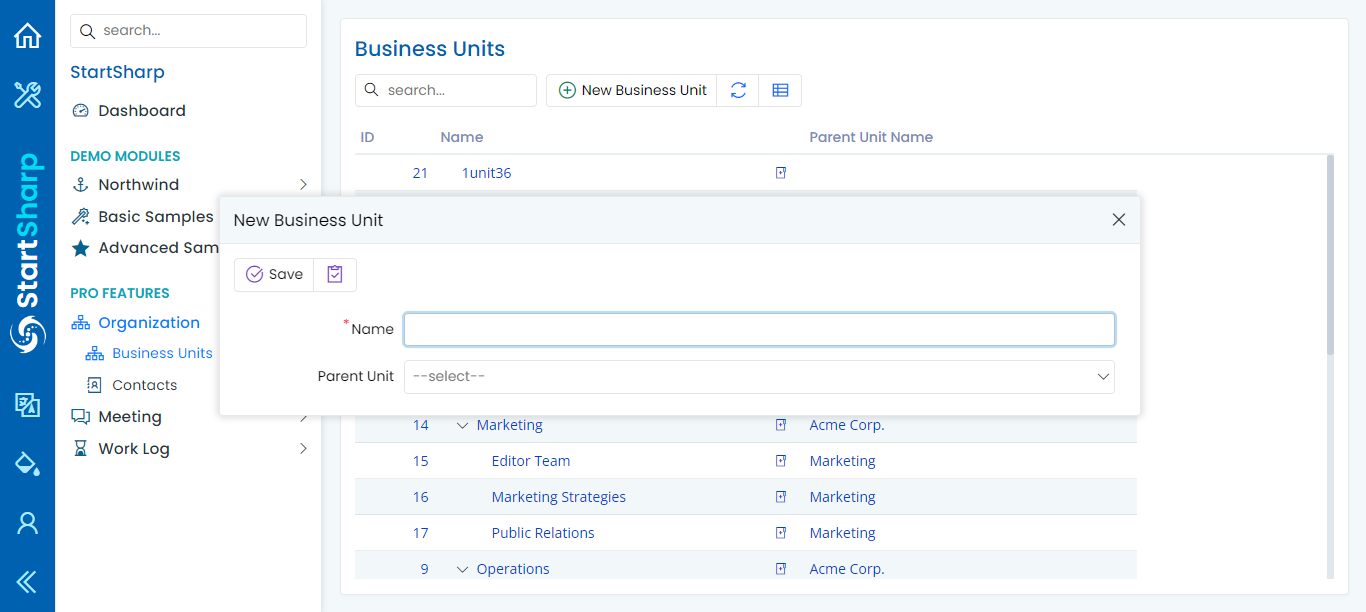 StartSharp
search...
StartSharp
Dashboard
DEMO MODULES
Northwind
Basic Samples
Advanced Sam
PRO FEATURES
Organization
Business Units
Contacts
Meeting
Work Log
Business Units
search...
New Business Unit
ID Name Parent Unit Name
21 1unit36
New Business Unit
Save
*Name
Parent Unit --select--
14 Marketing Acme Corp.
15 Editor Team Marketing
16 Marketing Strategies Marketing
17 Public Relations Marketing
9 Operations Acme Corp.